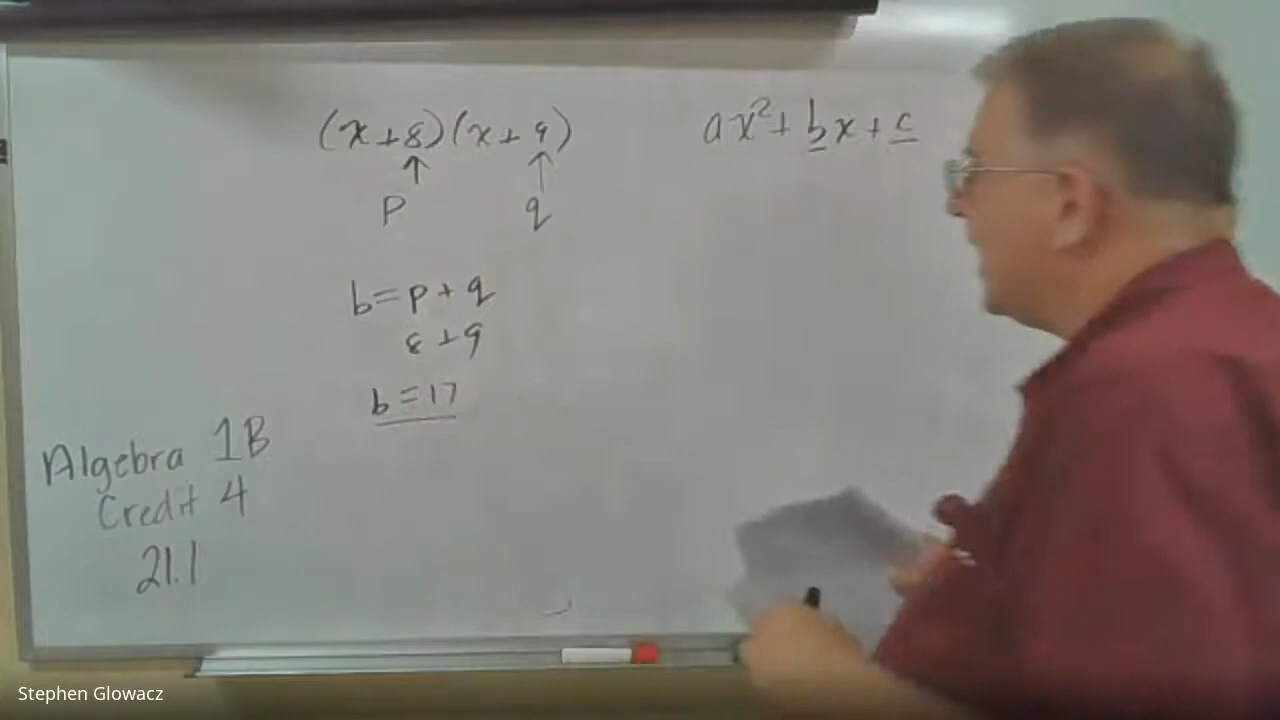 (x+8)(x+9)
↑ ↑
p q
b=p+q
8+9
b=17
ax²+bx+c
Algebra 1B
Credit 4
21.1
Stephen Glowacz